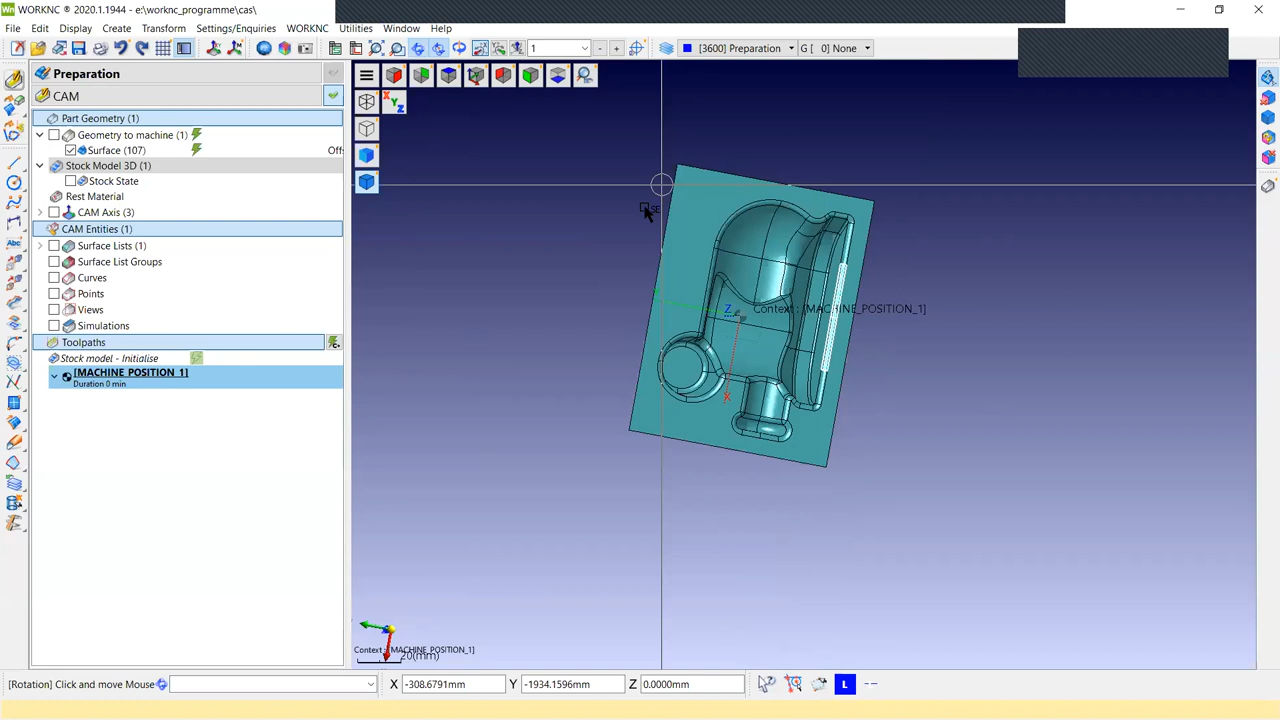 Wn WORKNC ® 2020.1.1944 - e:\worknc_programme\cas\
File Edit Display Create Transform Settings/Enquiries WORKNC Utilities Window Help
1 - + [3600] Preparation G [ 0] None
Preparation
CAM
Part Geometry (1)
Geometry to machine (1)
Surface (107) Off
Stock Model 3D (1)
Stock State
Rest Material
CAM Axis (3)
CAM Entities (1)
Surface Lists (1)
Surface List Groups
Curves
Points
Views
Simulations
Toolpaths
Stock model - Initialise
[MACHINE POSITION 1]
Duration 0 min
X
Y
Z
SE
Z
Context : [MACHINE_POSITION_1]
X
Context : [MACHINE_POSITION_1]
20(mm)
[Rotation] Click and move Mouse X -308.6791mm Y -1934.1596mm Z 0.0000mm L